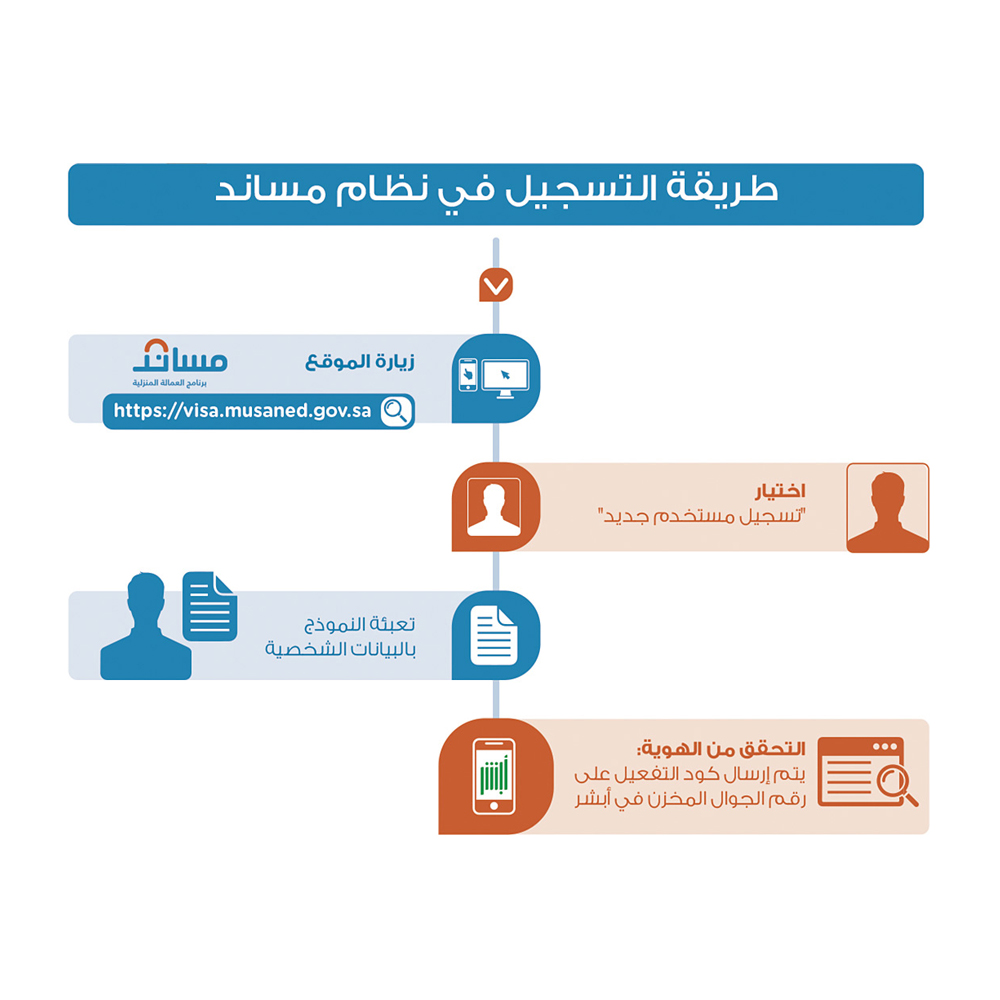 طريقة التسجيل في نظام مساند
زيارة الموقع
مساند
برنامج العمالة المنزلية
https://visa.musaned.gov.sa
اختيار
"تسجيل مستخدم جديد"
تعبئة النموذج
بالبيانات الشخصية
التحقق من الهوية:
يتم إرسال كود التفعيل على
رقم الجوال المخزن في أبشر
أبشر